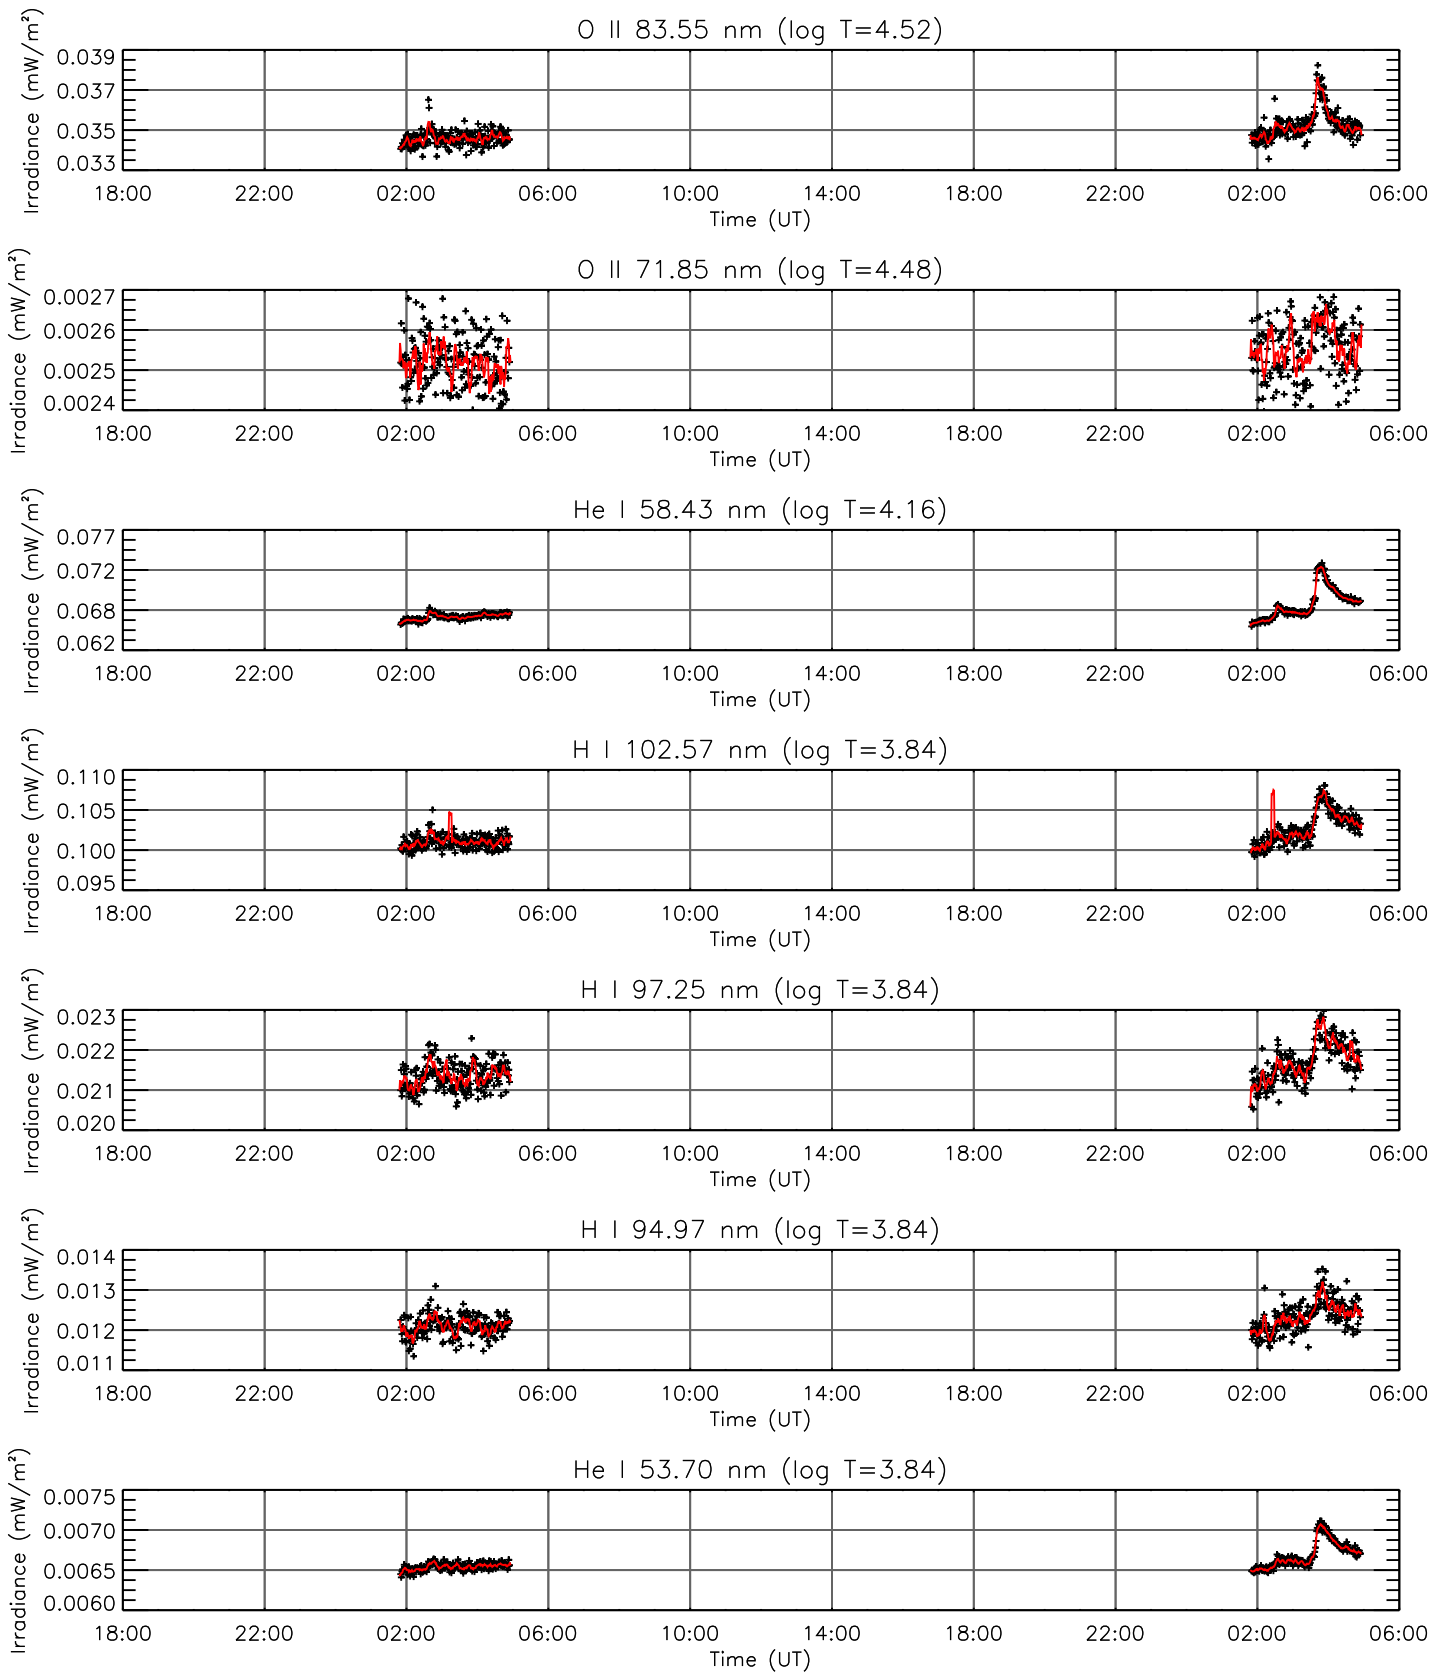 O II 83.55 nm (log T=4.52)
Irradiance (mW/m²)
0.039
0.037
0.035
0.033
18:00 22:00 02:00 06:00 10:00 14:00 18:00 22:00 02:00 06:00
Time (UT)
O II 71.85 nm (log T=4.48)
Irradiance (mW/m²)
0.0027
0.0026
0.0025
0.0024
18:00 22:00 02:00 06:00 10:00 14:00 18:00 22:00 02:00 06:00
Time (UT)
He I 58.43 nm (log T=4.16)
Irradiance (mW/m²)
0.077
0.072
0.068
0.062
18:00 22:00 02:00 06:00 10:00 14:00 18:00 22:00 02:00 06:00
Time (UT)
H I 102.57 nm (log T=3.84)
Irradiance (mW/m²)
0.110
0.105
0.100
0.095
18:00 22:00 02:00 06:00 10:00 14:00 18:00 22:00 02:00 06:00
Time (UT)
H I 97.25 nm (log T=3.84)
Irradiance (mW/m²)
0.023
0.022
0.021
0.020
18:00 22:00 02:00 06:00 10:00 14:00 18:00 22:00 02:00 06:00
Time (UT)
H I 94.97 nm (log T=3.84)
Irradiance (mW/m²)
0.014
0.013
0.012
0.011
18:00 22:00 02:00 06:00 10:00 14:00 18:00 22:00 02:00 06:00
Time (UT)
He I 53.70 nm (log T=3.84)
Irradiance (mW/m²)
0.0075
0.0070
0.0065
0.0060
18:00 22:00 02:00 06:00 10:00 14:00 18:00 22:00 02:00 06:00
Time (UT)